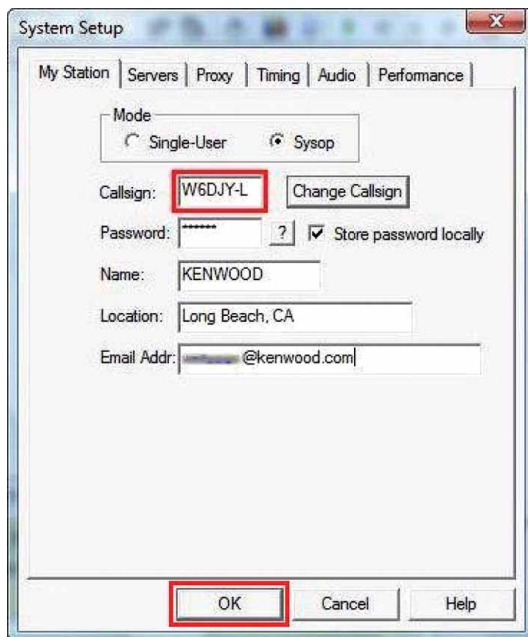 System Setup
My Station Servers Proxy Timing Audio Performance
Mode
Single-User Sysop
Callsign: W6DJY-L Change Callsign
Password: ****** ? Store password locally
Name: KENWOOD
Location: Long Beach, CA
Email Addr: @kenwood.com
OK Cancel Help